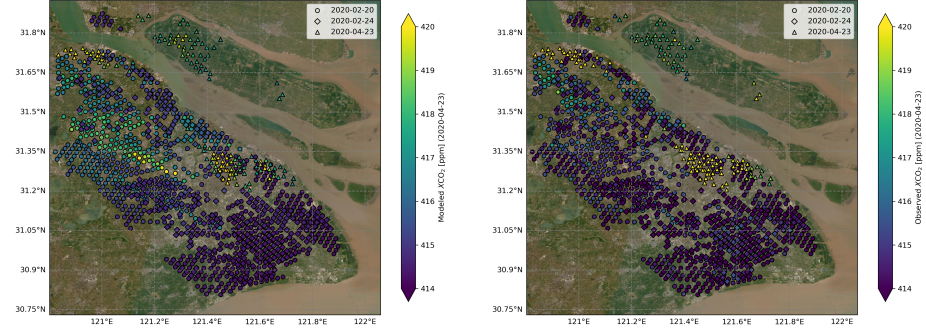 2020-02-20
2020-02-24
2020-04-23
31.8°N
31.65°N
31.5°N
31.35°N
31.2°N
31.05°N
30.9°N
30.75°N
121°E
121.2°E
121.4°E
121.6°E
121.8°E
122°E
420
419
418
417
416
415
414
Modeled XCO₂ [ppm] (2020-04-23)
2020-02-20
2020-02-24
2020-04-23
31.8°N
31.65°N
31.5°N
31.35°N
31.2°N
31.05°N
30.9°N
30.75°N
121°E
121.2°E
121.4°E
121.6°E
121.8°E
122°E
420
419
418
417
416
415
414
Observed XCO₂ [ppm] (2020-04-23)